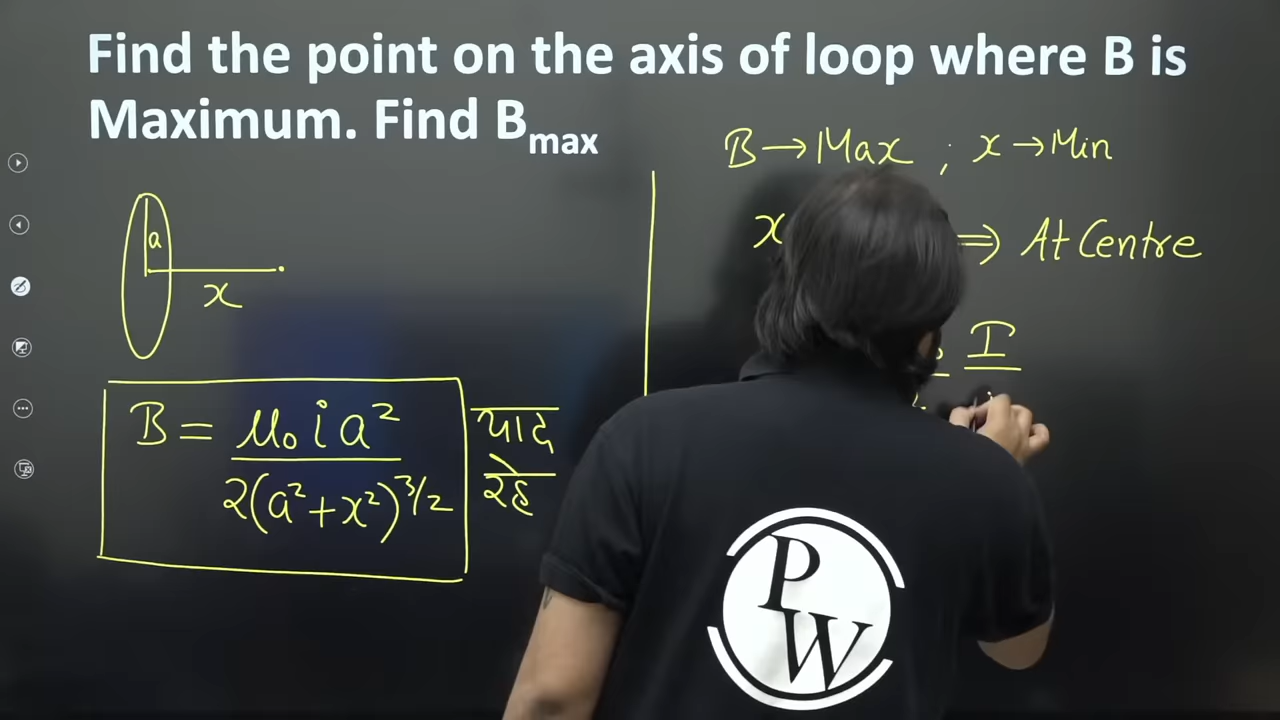 Find the point on the axis of loop where B is
Maximum. Find Bmax
B → Max ; x → Min
x ⇒ At Centre
a
x
I
B = μ₀ i a²
2(a² + x²)^3/2
याद
रहे
PW